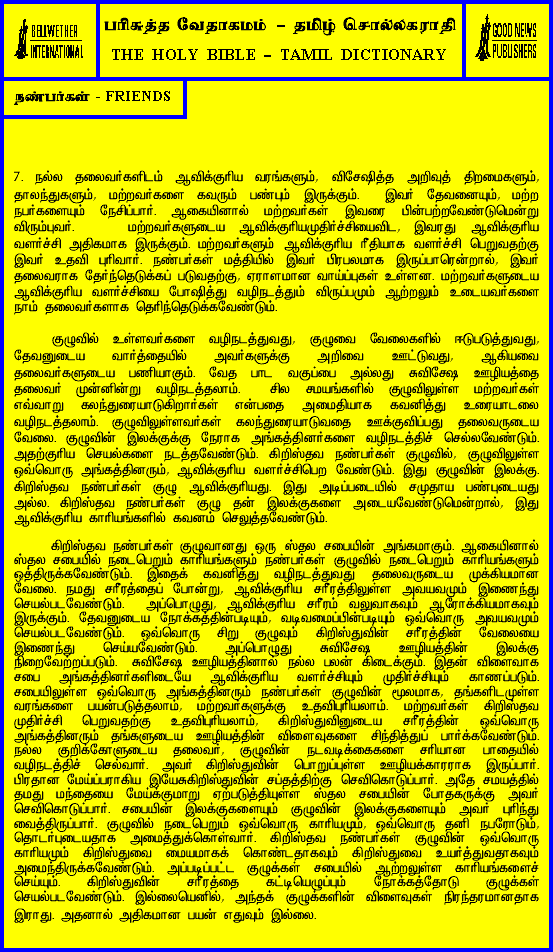 BELLWETHER
INTERNATIONAL
பரிசுத்த வேதாகமம் – தமிழ் சொல்லகராதி
THE HOLY BIBLE – TAMIL DICTIONARY
GOOD NEWS
PUBLISHERS
நண்பர்கள் - FRIENDS
7. நல்ல தலைவர்களிடம் ஆவிக்குரிய வரங்களும், விசேஷித்த அறிவுத் திறமைகளும்,
தாலந்துகளும், மற்றவர்களை கவரும் பண்பும் இருக்கும். இவர் தேவனையும், மற்ற
நபர்களையும் நேசிப்பார். ஆகையினால் மற்றவர்கள் இவரை பின்பற்றவேண்டுமென்று
விரும்புவர். மற்றவர்களுடைய ஆவிக்குரியமுதிர்ச்சியைவிட, இவரது ஆவிக்குரிய
வளர்ச்சி அதிகமாக இருக்கும். மற்றவர்களும் ஆவிக்குரிய ரீதியாக வளர்ச்சி பெறுவதற்கு
இவர் உதவி புரிவார். நண்பர்கள் மத்தியில் இவர் பிரபலமாக இருப்பாரென்றால், இவர்
தலைவராக தேர்ந்தெடுக்கப் படுவதற்கு, ஏராளமான வாய்ப்புகள் உள்ளன. மற்றவர்களுடைய
ஆவிக்குரிய வளர்ச்சியை போஷித்து வழிநடத்தும் விருப்பமும் ஆற்றலும் உடையவர்களை
நாம் தலைவர்களாக தெரிந்தெடுக்கவேண்டும்.
குழுவில் உள்ளவர்களை வழிநடத்துவது, குழுவை வேலைகளில் ஈடுபடுத்துவது,
தேவனுடைய வார்த்தையில் அவர்களுக்கு அறிவை ஊட்டுவது, ஆகியவை
தலைவர்களுடைய பணியாகும். வேத பாட வகுப்பை அல்லது சுவிசேஷ ஊழியத்தை
தலைவர் முன்னின்று வழிநடத்தலாம். சில சமயங்களில் குழுவிலுள்ள மற்றவர்கள்
எவ்வாறு கலந்துரையாடுகிறார்கள் என்பதை அமைதியாக கவனித்து உரையாடலை
வழிநடத்தலாம். குழுவிலுள்ளவர்கள் கலந்துரையாடுவதை ஊக்குவிப்பது தலைவருடைய
வேலை. குழுவின் இலக்குக்கு நேராக அங்கத்தினர்களை வழிநடத்திச் செல்லவேண்டும்.
அதற்குரிய செயல்களை நடத்தவேண்டும். கிறிஸ்தவ நண்பர்கள் குழுவில், குழுவிலுள்ள
ஒவ்வொரு அங்கத்தினரும், ஆவிக்குரிய வளர்ச்சிபெற வேண்டும். இது குழுவின் இலக்கு.
கிறிஸ்தவ நண்பர்கள் குழு ஆவிக்குரியது. இது அடிப்படையில் சமுதாய பண்புடையது
அல்ல. கிறிஸ்தவ நண்பர்கள் குழு தன் இலக்குகளை அடையவேண்டுமென்றால், இது
ஆவிக்குரிய காரியங்களில் கவனம் செலுத்தவேண்டும்.
கிறிஸ்தவ நண்பர்கள் குழுவானது ஒரு ஸ்தல சபையின் அங்கமாகும். ஆகையினால்
ஸ்தல சபையில் நடைபெறும் காரியங்களும் நண்பர்கள் குழுவில் நடைபெறும் காரியங்களும்
ஒத்திருக்கவேண்டும். இதைக் கவனித்து வழிநடத்துவது தலைவருடைய முக்கியமான
வேலை. நமது சரீரத்தைப் போன்று, ஆவிக்குரிய சரீரத்திலுள்ள அவயவமும் இணைந்து
செயல்படவேண்டும். அப்பொழுது, ஆவிக்குரிய சரீரம் வலுவாகவும் ஆரோக்கியமாகவும்
இருக்கும். தேவனுடைய நோக்கத்தின்படியும், வடிவமைப்பின்படியும் ஒவ்வொரு அவயவமும்
செயல்படவேண்டும். ஒவ்வொரு சிறு குழுவும் கிறிஸ்துவின் சரீரத்தின் வேலையை
இணைந்து செய்யவேண்டும். அப்பொழுது சுவிசேஷ ஊழியத்தின் இலக்கு
நிறைவேற்றப்படும். சுவிசேஷ ஊழியத்தினால் நல்ல பலன் கிடைக்கும். இதன் விளைவாக
சபை அங்கத்தினர்களிடையே ஆவிக்குரிய வளர்ச்சியும் முதிர்ச்சியும் காணப்படும்.
சபையிலுள்ள ஒவ்வொரு அங்கத்தினரும் நண்பர்கள் குழுவின் மூலமாக, தங்களிடமுள்ள
வரங்களை பயன்படுத்தலாம், மற்றவர்களுக்கு உதவிபுரியலாம். மற்றவர்கள் கிறிஸ்தவ
முதிர்ச்சி பெறுவதற்கு உதவிபுரியலாம், கிறிஸ்துவினுடைய சரீரத்தின் ஒவ்வொரு
அங்கத்தினரும் தங்களுடைய ஊழியத்தின் விளைவுகளை சிந்தித்துப் பார்க்கவேண்டும்.
நல்ல குறிக்கோளுடைய தலைவர், குழுவின் நடவடிக்கைகளை சரியான பாதையில்
வழிநடத்திச் செல்வார். அவர் கிறிஸ்துவின் பொறுப்புள்ள ஊழியக்காரராக இருப்பார்.
பிரதான மேய்ப்பராகிய இயேசுகிறிஸ்துவின் சப்தத்திற்கு செவிகொடுப்பார். அதே சமயத்தில்
தமது மந்தையை மேய்க்குமாறு ஏற்படுத்தியுள்ள ஸ்தல சபையின் போதகருக்கு அவர்
செவிகொடுப்பார். சபையின் இலக்குகளையும் குழுவின் இலக்குகளையும் அவர் புரிந்து
வைத்திருப்பார். குழுவில் நடைபெறும் ஒவ்வொரு காரியமும், ஒவ்வொரு தனி நபரோடும்,
தொடர்புடையதாக அமைத்துக்கொள்வார். கிறிஸ்தவ நண்பர்கள் குழுவின் ஒவ்வொரு
காரியமும் கிறிஸ்துவை மையமாகக் கொண்டதாகவும் கிறிஸ்துவை உயர்த்துவதாகவும்
அமைந்திருக்கவேண்டும். அப்படிப்பட்ட குழுக்கள் சபையில் ஆற்றலுள்ள காரியங்களைச்
செய்யும். கிறிஸ்துவின் சரீரத்தை கட்டியெழுப்பும் நோக்கத்தோடு குழுக்கள்
செயல்படவேண்டும். இல்லையெனில், அந்தக் குழுக்களின் விளைவுகள் நிரந்தரமானதாக
இராது. அதனால் அதிகமான பயன் எதுவும் இல்லை.